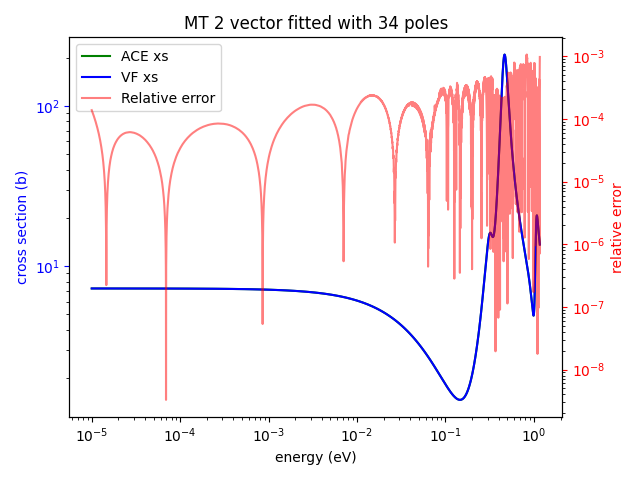 MT 2 vector fitted with 34 poles
ACE xs
VF xs
Relative error
cross section (b)
10²
10¹
relative error
10⁻³
10⁻⁴
10⁻⁵
10⁻⁶
10⁻⁷
10⁻⁸
10⁻⁵
10⁻⁴
10⁻³
10⁻²
10⁻¹
10⁰
energy (eV)